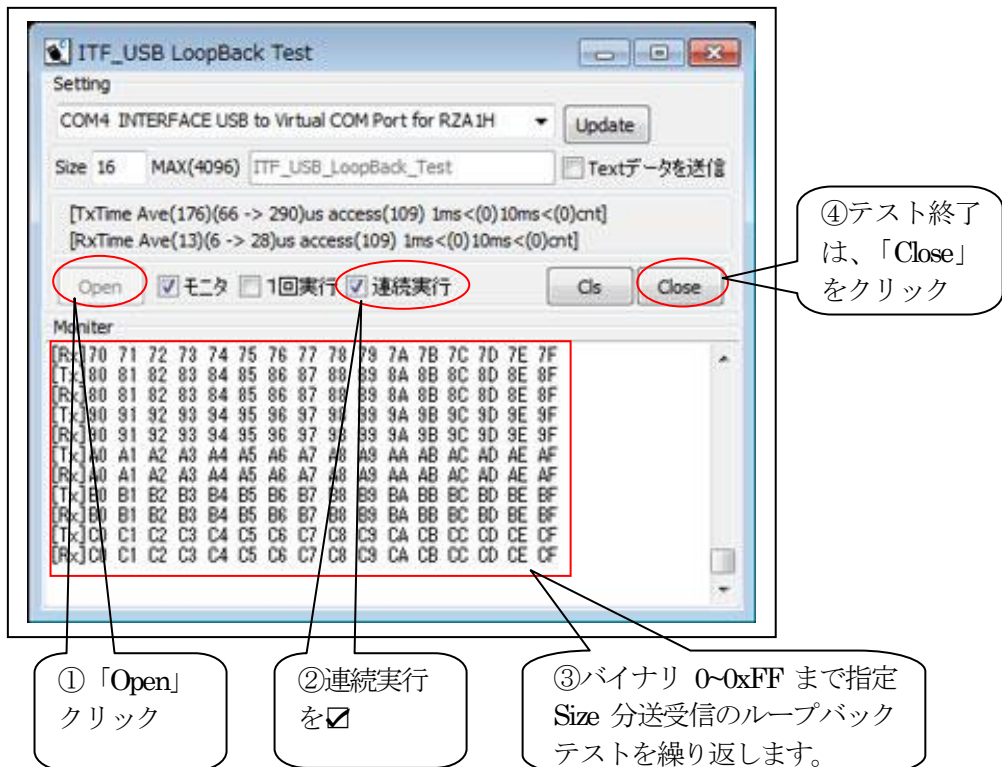 ITF_USB LoopBack Test
Setting
COM4 INTERFACE USB to Virtual COM Port for RZA1H
Update
Size 16 MAX(4096) ITF_USB_LoopBack_Test Textデータを送信
[TxTime Ave(176)(66 -> 290)us access(109) 1ms<(0)10ms<(0)cnt]
[RxTime Ave(13)(6 -> 28)us access(109) 1ms<(0)10ms<(0)cnt]
Open モニタ 1回実行 連続実行 Cls Close
Moniter
[Rx]70 71 72 73 74 75 76 77 78 79 7A 7B 7C 7D 7E 7F
[Tx]80 81 82 83 84 85 86 87 88 89 8A 8B 8C 8D 8E 8F
[Rx]80 81 82 83 84 85 86 87 88 89 8A 8B 8C 8D 8E 8F
[Tx]90 91 92 93 94 95 96 97 98 99 9A 9B 9C 9D 9E 9F
[Rx]90 91 92 93 94 95 96 97 98 99 9A 9B 9C 9D 9E 9F
[Tx]A0 A1 A2 A3 A4 A5 A6 A7 A8 A9 AA AB AC AD AE AF
[Rx]A0 A1 A2 A3 A4 A5 A6 A7 A8 A9 AA AB AC AD AE AF
[Tx]B0 B1 B2 B3 B4 B5 B6 B7 B8 B9 BA BB BC BD BE BF
[Rx]B0 B1 B2 B3 B4 B5 B6 B7 B8 B9 BA BB BC BD BE BF
[Tx]C0 C1 C2 C3 C4 C5 C6 C7 C8 C9 CA CB CC CD CE CF
[Rx]C0 C1 C2 C3 C4 C5 C6 C7 C8 C9 CA CB CC CD CE CF
④テスト終了
は、「Close」
をクリック
①「Open」
クリック
②連続実行
を☑
③バイナリ 0~0xFF まで指定
Size 分送受信のループバック
テストを繰り返します。